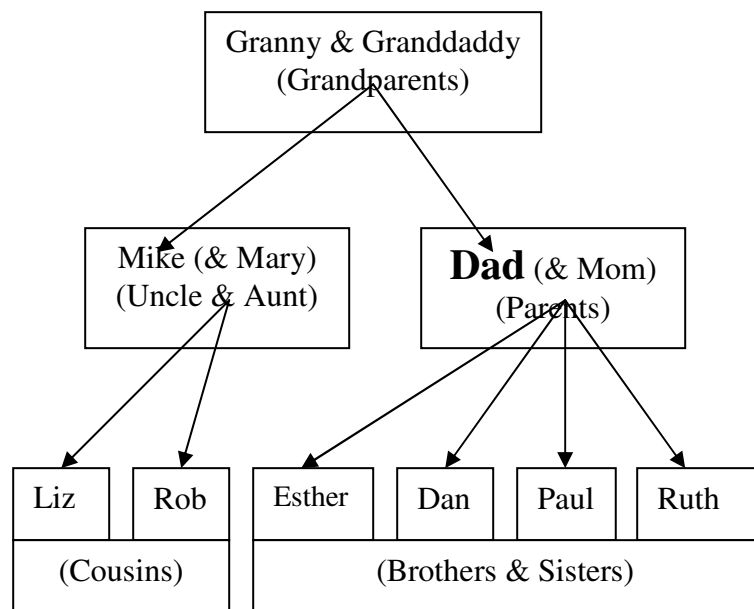 Granny & Granddaddy
(Grandparents)
Mike (& Mary)
(Uncle & Aunt)
Dad (& Mom)
(Parents)
Liz
Rob
Esther
Dan
Paul
Ruth
(Cousins)
(Brothers & Sisters)